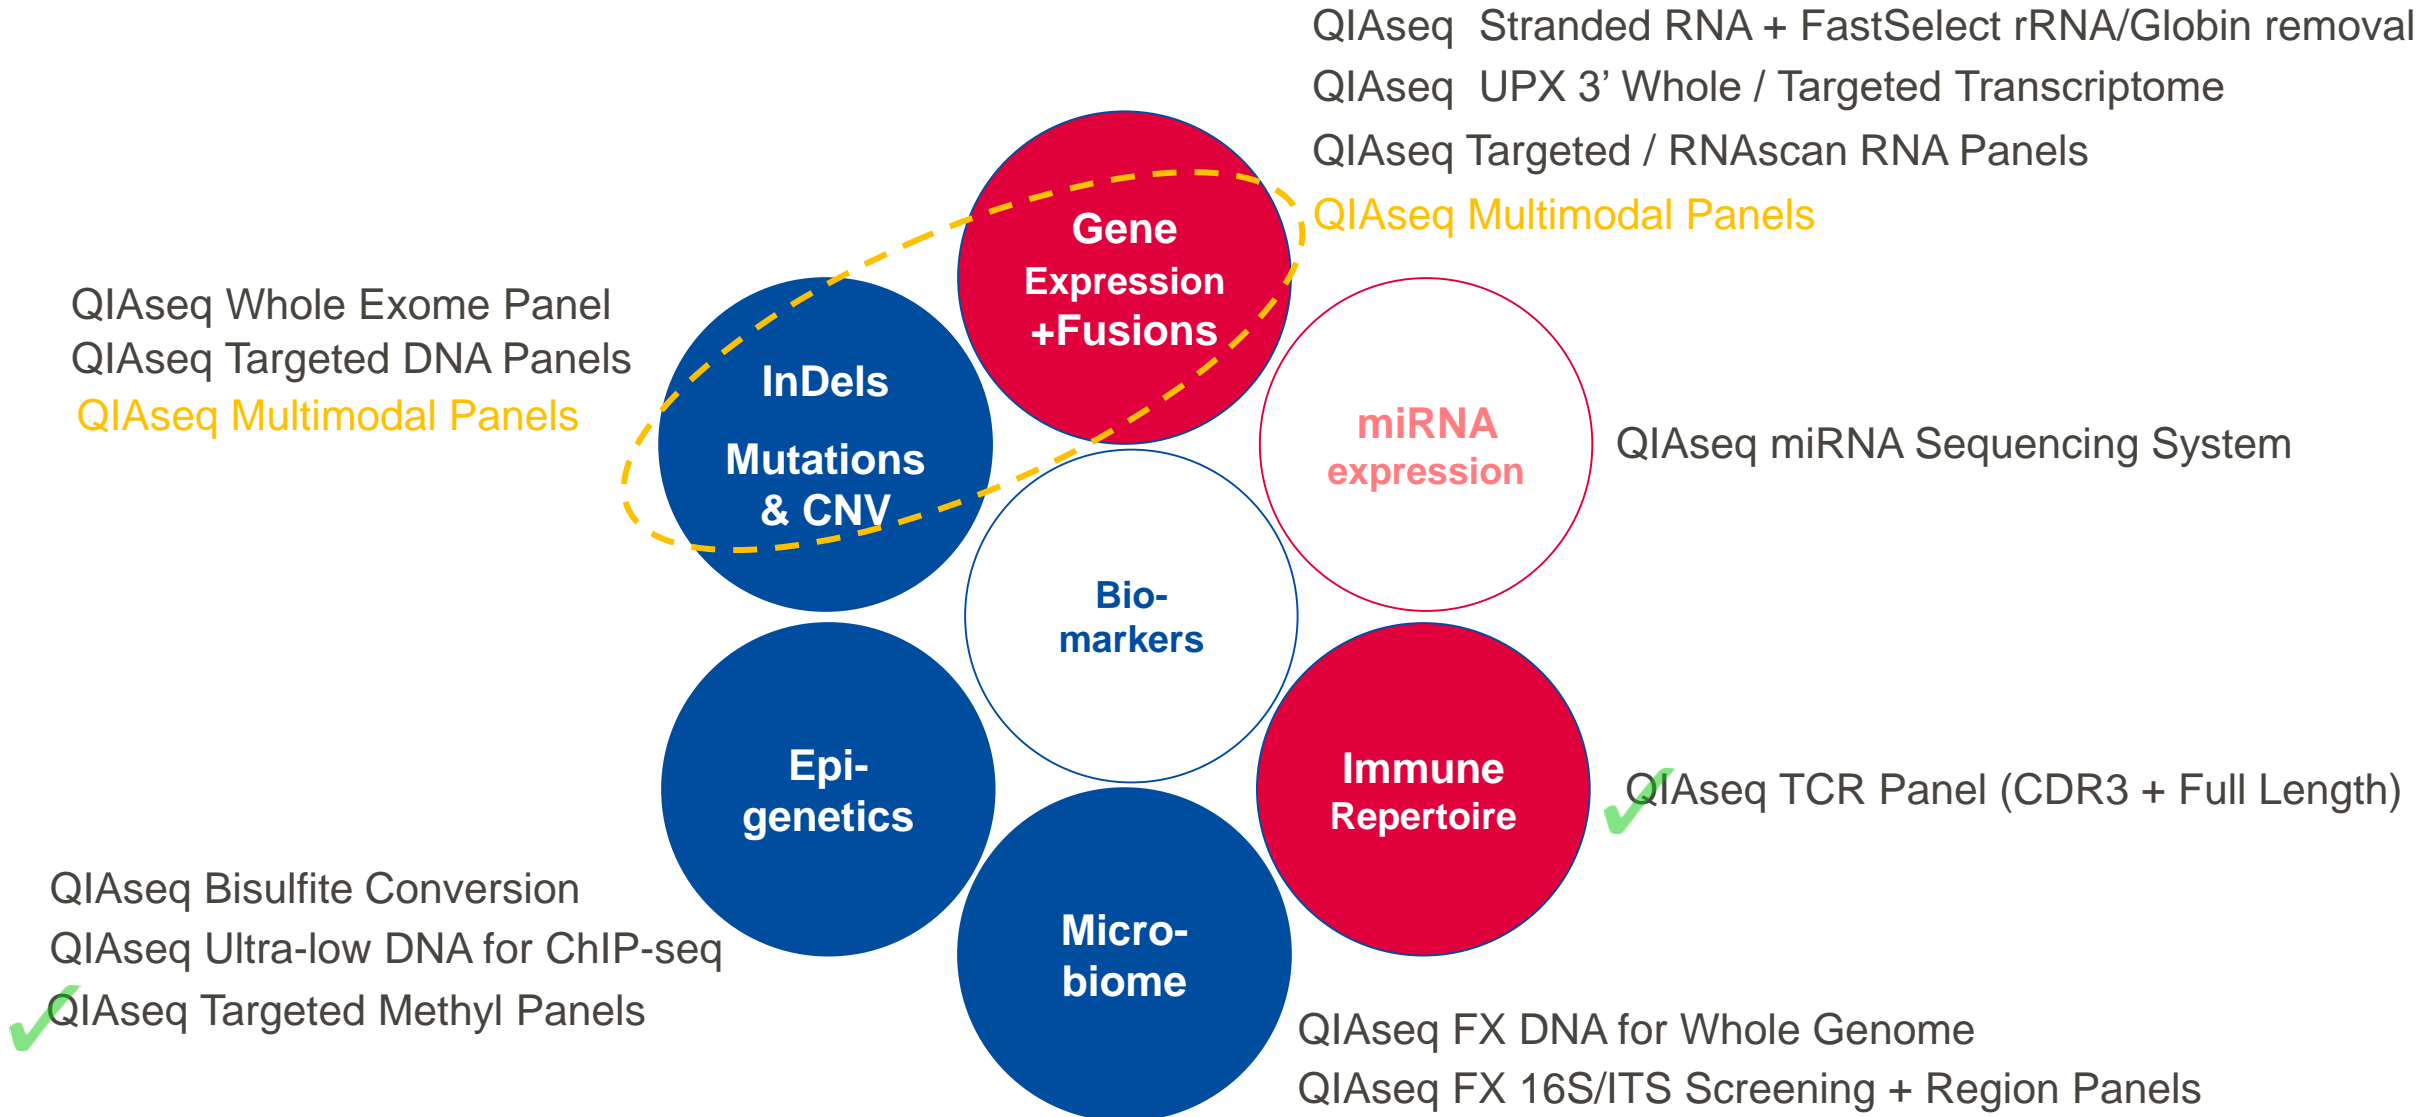 QIAseq Stranded RNA + FastSelect rRNA/Globin removal
QIAseq UPX 3’ Whole / Targeted Transcriptome
QIAseq Targeted / RNAscan RNA Panels
QIAseq Multimodal Panels
Gene
Expression
+Fusions
QIAseq Whole Exome Panel
QIAseq Targeted DNA Panels
QIAseq Multimodal Panels
InDels
Mutations
& CNV
miRNA
expression
QIAseq miRNA Sequencing System
Bio-
markers
Epi-
genetics
Immune
Repertoire
QIAseq TCR Panel (CDR3 + Full Length)
QIAseq Bisulfite Conversion
QIAseq Ultra-low DNA for ChIP-seq
QIAseq Targeted Methyl Panels
Micro-
biome
QIAseq FX DNA for Whole Genome
QIAseq FX 16S/ITS Screening + Region Panels